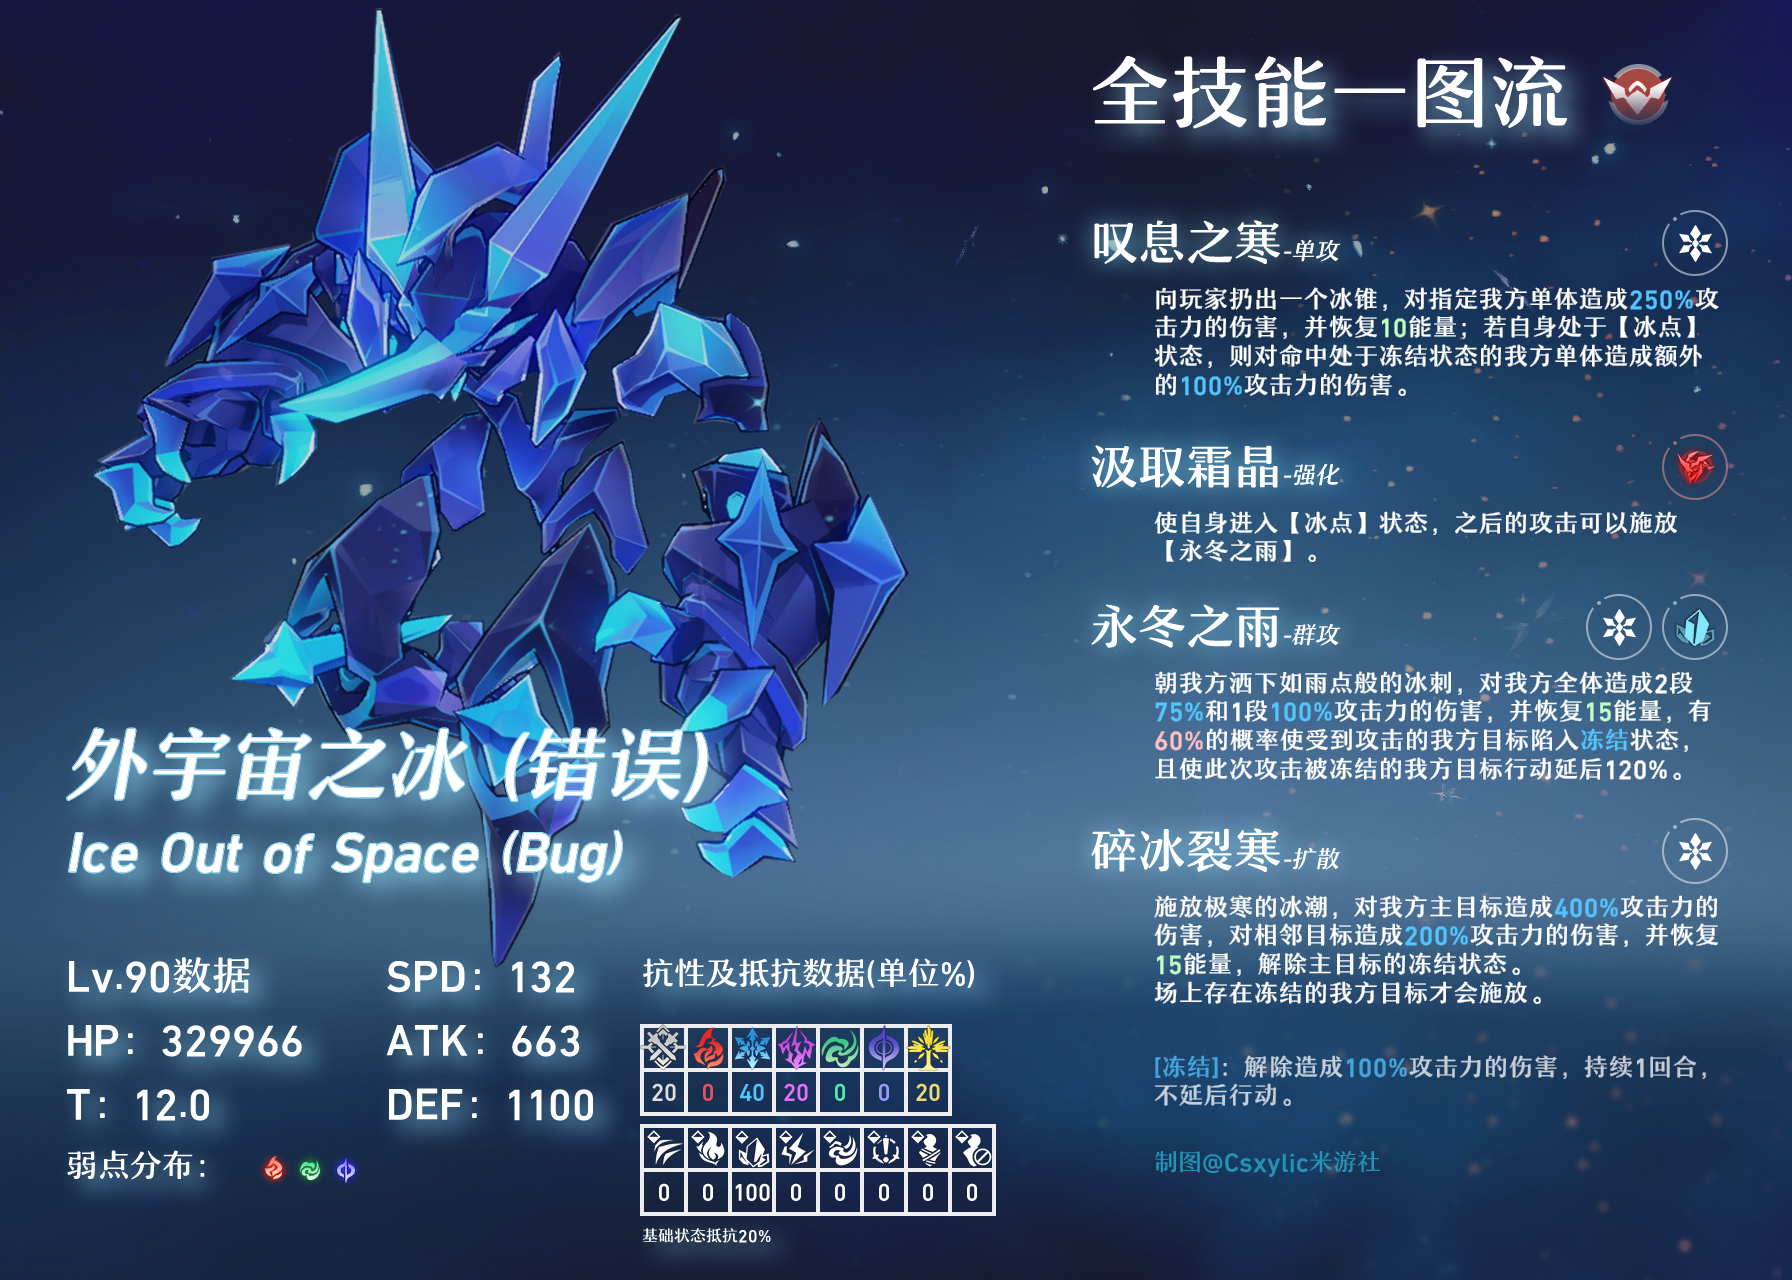 全技能一图流
叹息之寒-单攻
向玩家扔出一个冰锥，对指定我方单体造成250%攻
击力的伤害，并恢复10能量；若自身处于【冰点】
状态，则对命中处于冻结状态的我方单体造成额外
的100%攻击力的伤害。
汲取霜晶-强化
使自身进入【冰点】状态，之后的攻击可以施放
【永冬之雨】。
永冬之雨-群攻
朝我方洒下如雨点般的冰刺，对我方全体造成2段
75%和1段100%攻击力的伤害，并恢复15能量，有
60%的概率使受到攻击的我方目标陷入冻结状态，
且使此次攻击被冻结的我方目标行动延后120%。
碎冰裂寒-扩散
施放极寒的冰潮，对我方主目标造成400%攻击力的
伤害，对相邻目标造成200%攻击力的伤害，并恢复
15能量，解除主目标的冻结状态。
场上存在冻结的我方目标才会施放。
[冻结]：解除造成100%攻击力的伤害，持续1回合，
不延后行动。
制图@Csxylic米游社
外宇宙之冰（错误）
Ice Out of Space (Bug)
Lv.90数据
SPD：132
HP：329966
ATK：663
T：12.0
DEF：1100
弱点分布：
抗性及抵抗数据(单位%)
20 0 40 20 0 0 20
0 0 100 0 0 0 0 0
基础状态抵抗20%